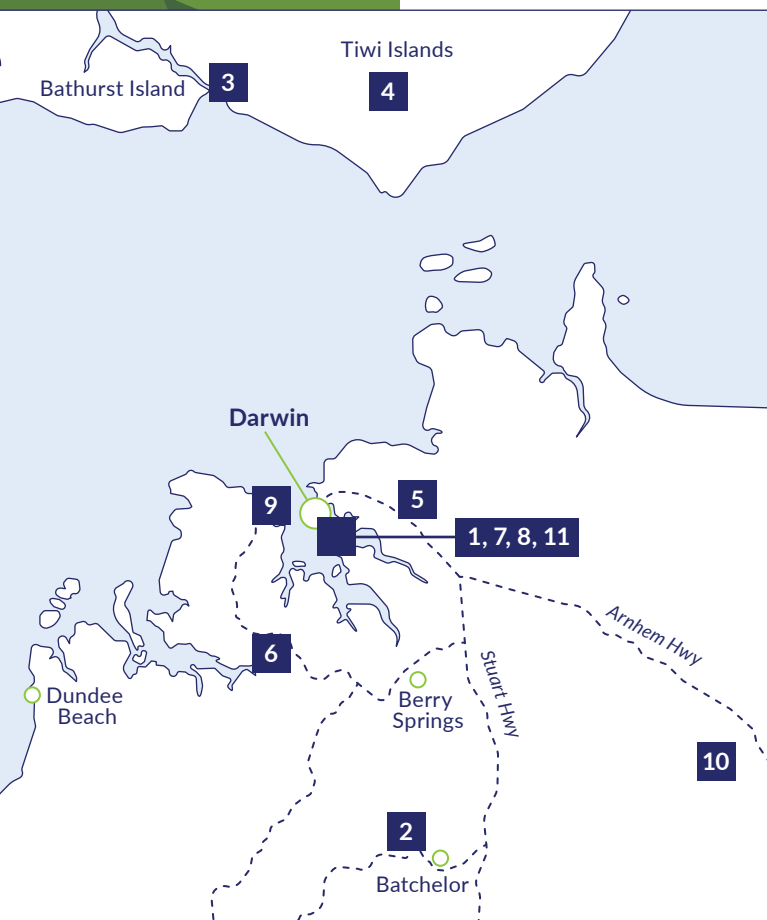 Tiwi Islands
Bathurst Island
3
4
Darwin
9
5
1, 7, 8, 11
Arnhem Hwy
6
Stuart Hwy
Dundee
Beach
Berry
Springs
10
2
Batchelor